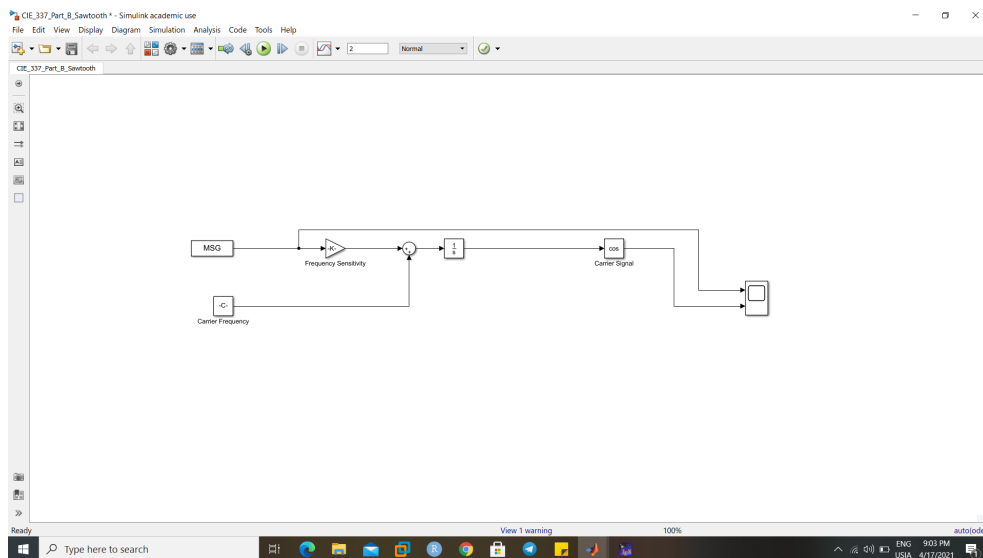 CIE_337_Part_B_Sawtooth * - Simulink academic use
File Edit View Display Diagram Simulation Analysis Code Tools Help
2 Normal
CIE_337_Part_B_Sawtooth
MSG
-K-
Frequency Sensitivity
+
+
1
s
cos
Carrier Signal
-C-
Carrier Frequency
Ready View 1 warning 100% auto(ode
Type here to search
ENG 9:03 PM
USIA 4/17/2021